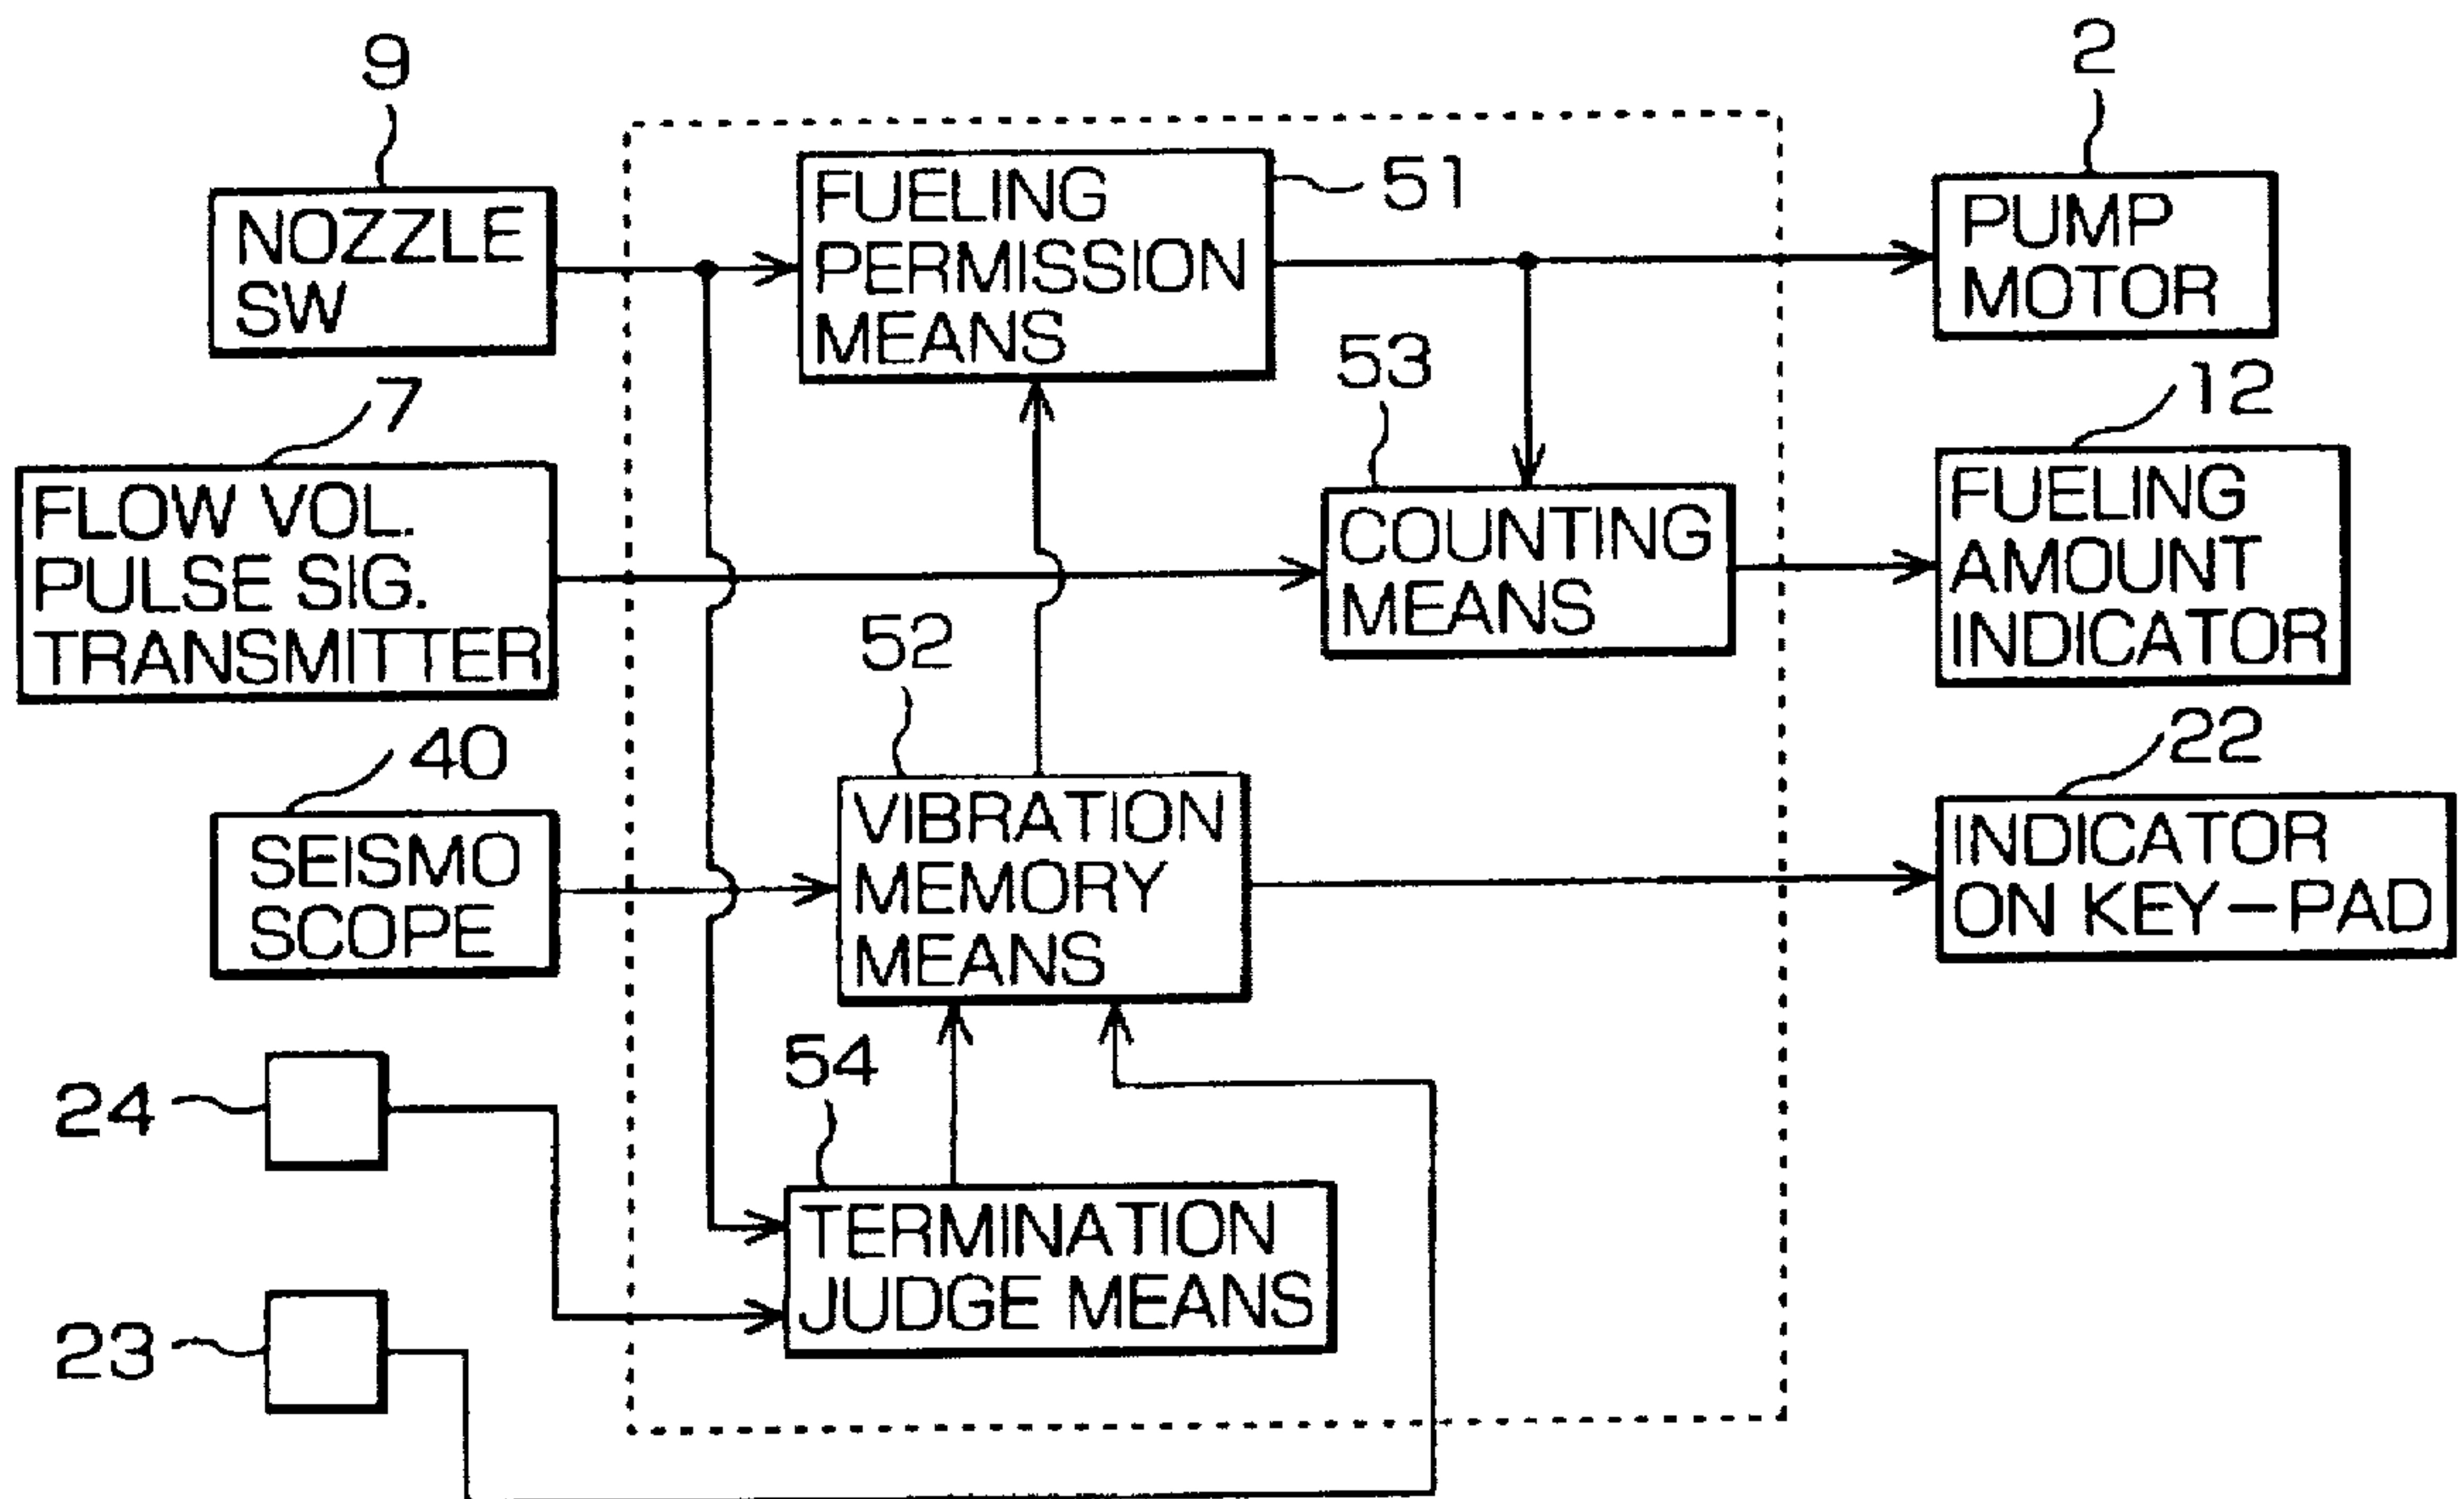 9
NOZZLE
SW
7
FLOW VOL.
PULSE SIG.
TRANSMITTER
40
SEISMO
SCOPE
24
23
51
FUELING
PERMISSION
MEANS
53
COUNTING
MEANS
52
VIBRATION
MEMORY
MEANS
54
TERMINATION
JUDGE MEANS
2
PUMP
MOTOR
12
FUELING
AMOUNT
INDICATOR
22
INDICATOR
ON KEY-PAD